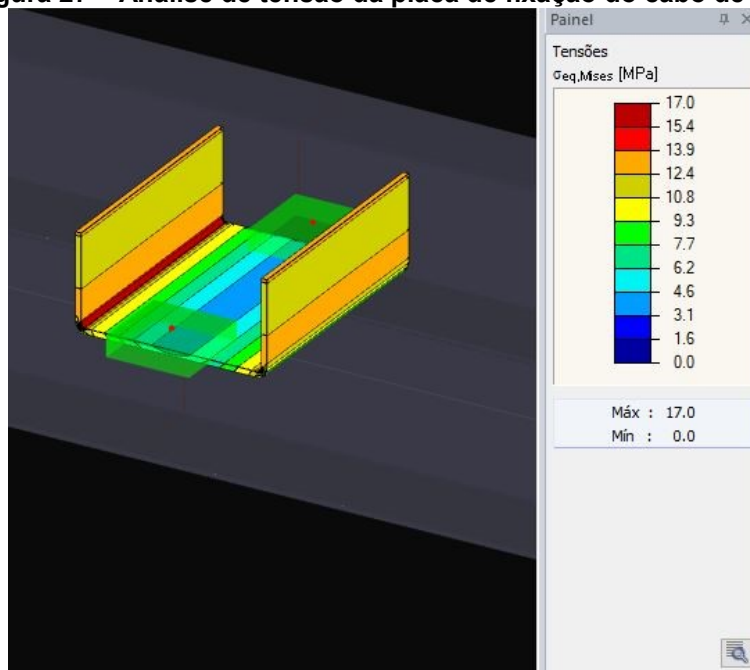 Análise de tensão da placa de fixação do cabo de
Painel
Tensões
σeq,Mises [MPa]
17.0
15.4
13.9
12.4
10.8
9.3
7.7
6.2
4.6
3.1
1.6
0.0
Máx : 17.0
Mín : 0.0